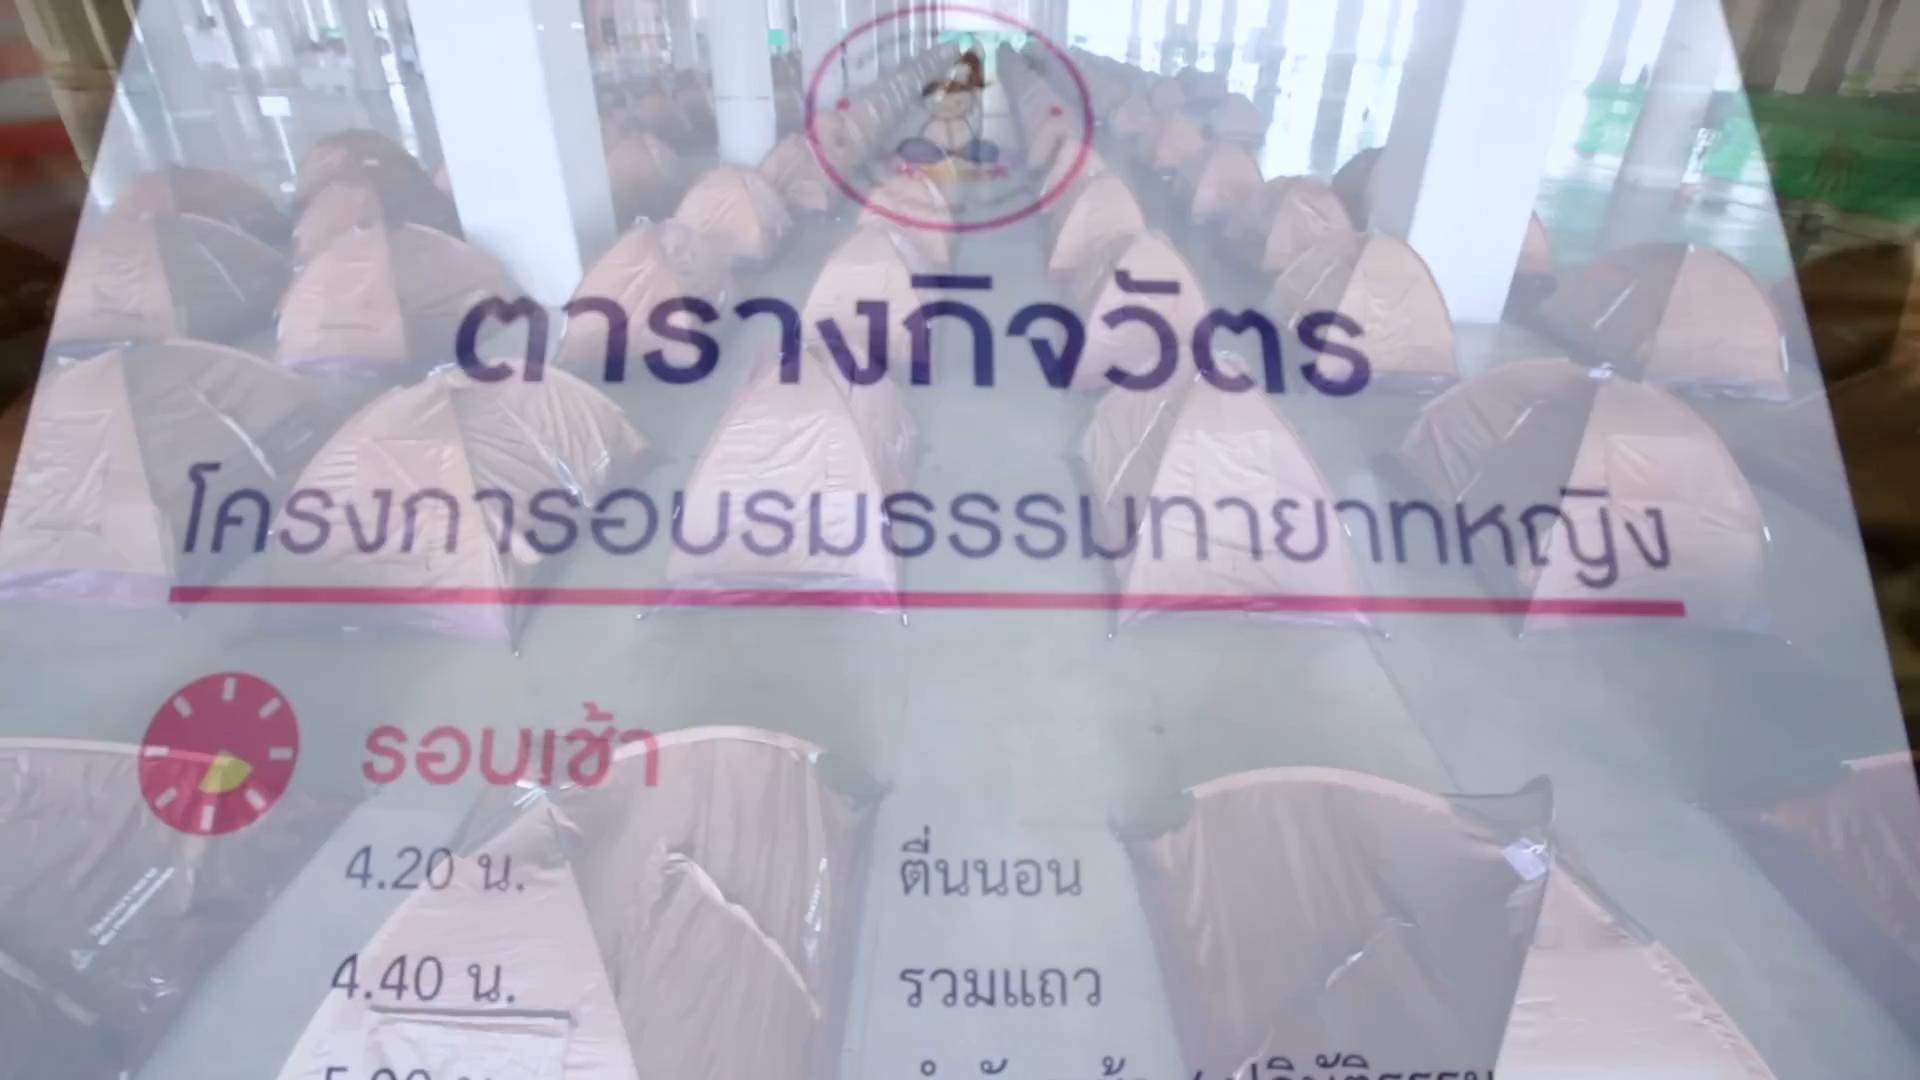 ตารางกิจวัตร
โครงการอบรมธรรมทายาทหญิง
รอบเช้า
4.20 น. ตื่นนอน
4.40 น. รวมแถว